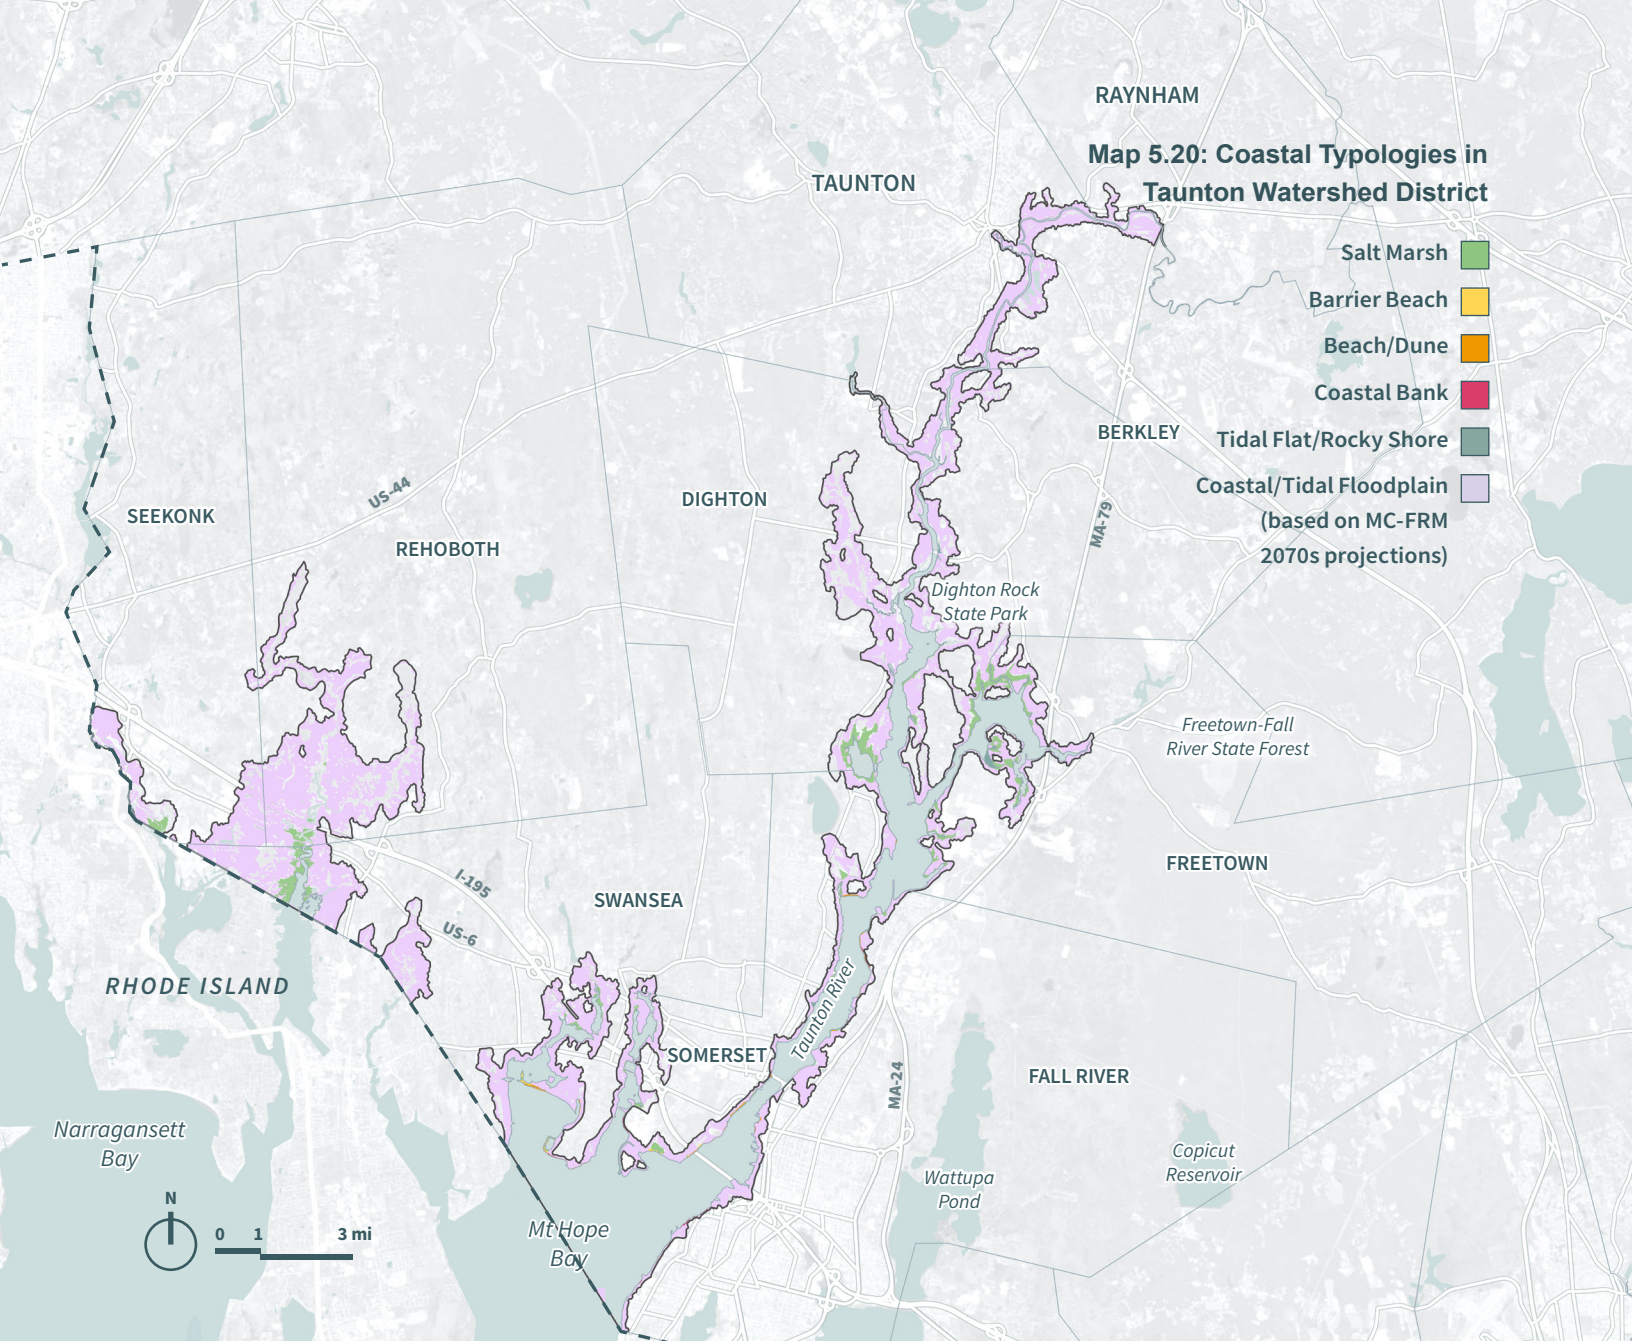 RAYNHAM
Map 5.20: Coastal Typologies in
Taunton Watershed District
TAUNTON
Salt Marsh
Barrier Beach
Beach/Dune
Coastal Bank
BERKLEY
Tidal Flat/Rocky Shore
Coastal/Tidal Floodplain
(based on MC-FRM
2070s projections)
US-44
DIGHTON
SEEKONK
MA-79
REHOBOTH
Dighton Rock
State Park
Freetown-Fall
River State Forest
FREETOWN
I-195
SWANSEA
US-6
RHODE ISLAND
Taunton River
SOMERSET
FALL RIVER
MA-24
Narragansett
Bay
Copicut
Reservoir
Wattupa
Pond
N
0 1 3 mi
Mt Hope
Bay